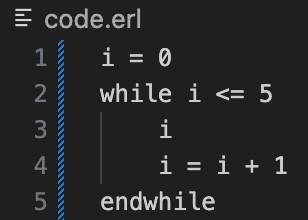 code.erl
1 i = 0
2 while i <= 5
3     i
4     i = i + 1
5 endwhile